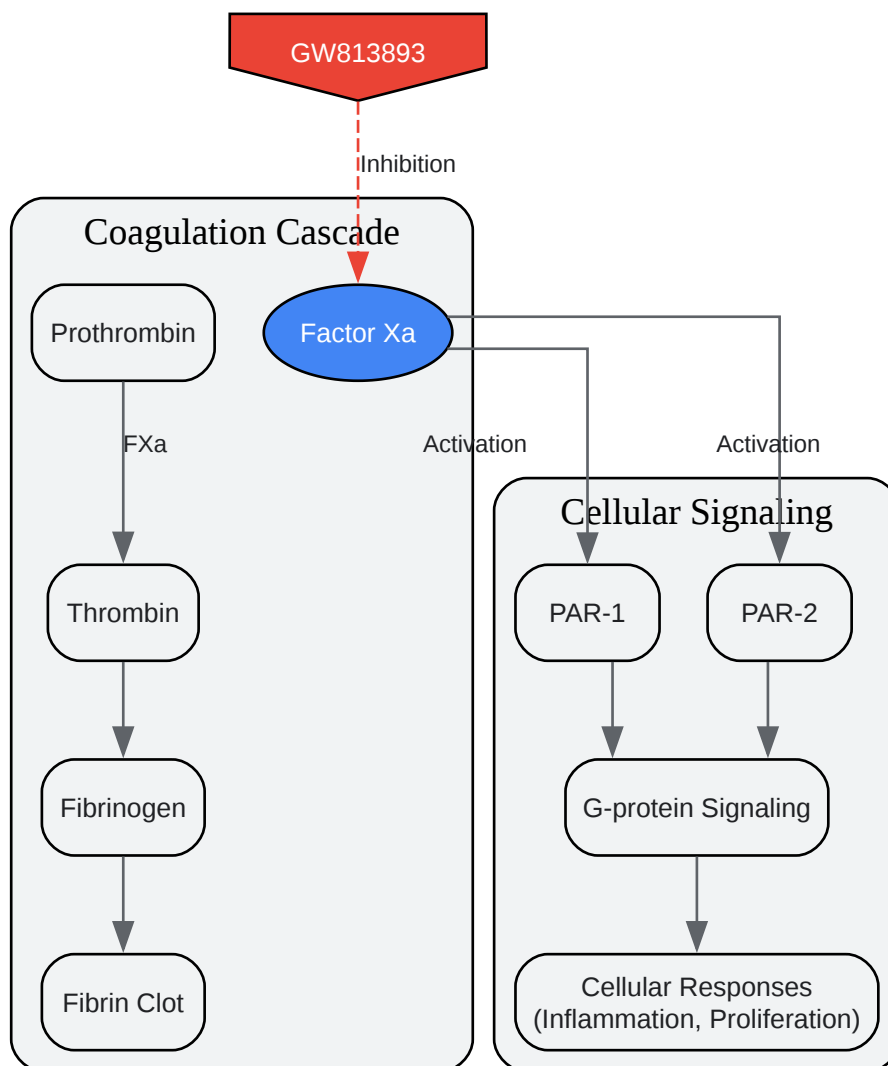 GW813893
Inhibition
Coagulation Cascade
Prothrombin
Factor Xa
FXa
Activation
Activation
Cellular Signaling
Thrombin
PAR-1
PAR-2
Fibrinogen
G-protein Signaling
Fibrin Clot
Cellular Responses
(Inflammation, Proliferation)